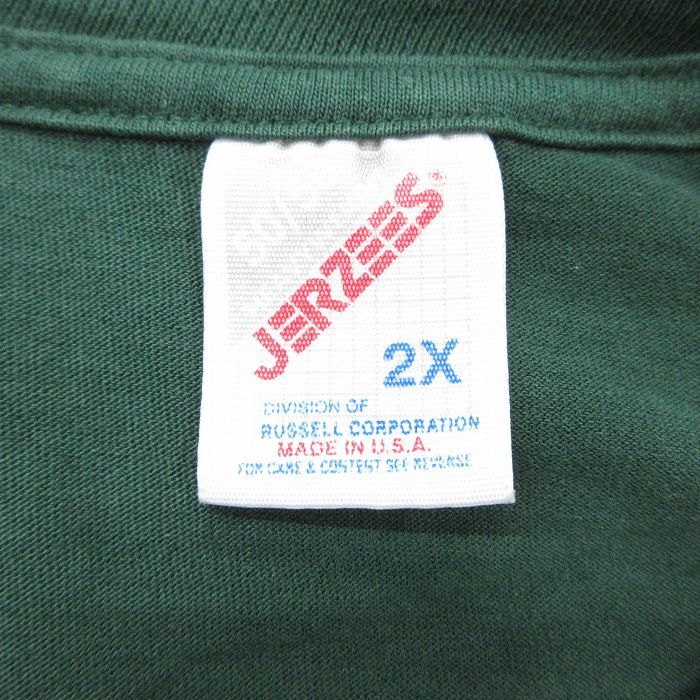 JERZEES®
2X
DIVISION OF
RUSSELL CORPORATION
MADE IN U.S.A.
FOR CARE & CONTENT SEE REVERSE